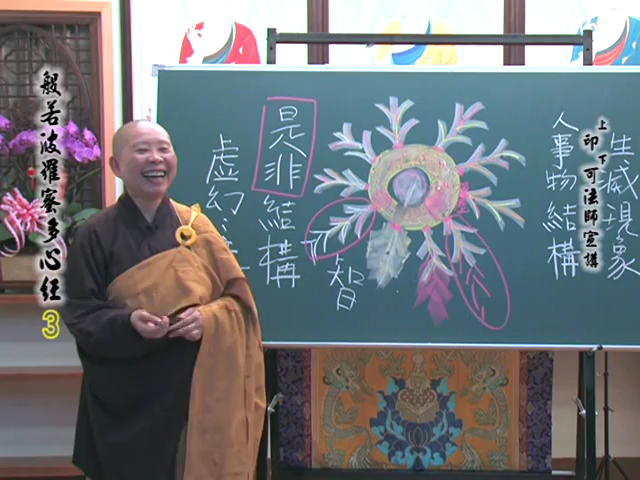 般若波羅蜜多心經
3
上印下可法師宣講
生滅現象
人事物結構
智
是非結構
虛幻